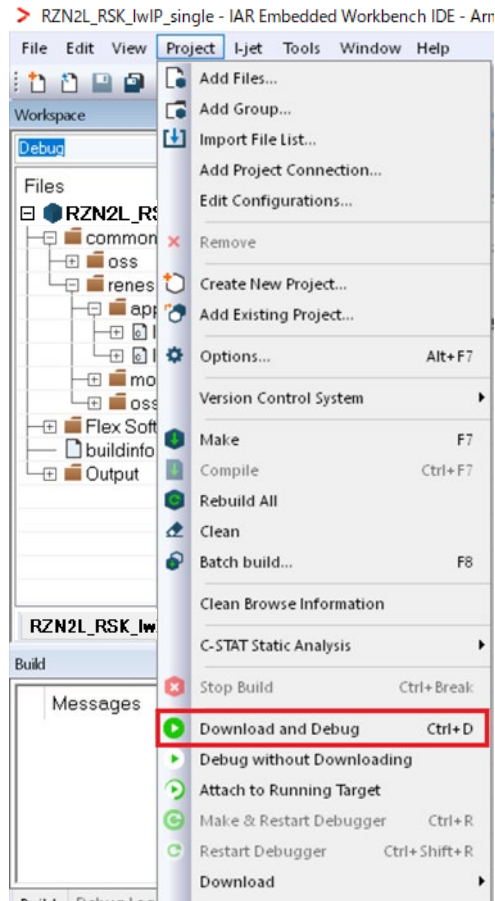 RZN2L_RSK_lwIP_single - IAR Embedded Workbench IDE - Arm
File Edit View Project I-jet Tools Window Help
Workspace
Debug
Files
RZN2L_RS
common
oss
renes
app
mo
oss
Flex Soft
buildinfo
Output
RZN2L_RSK_lw
Build
Messages
Add Files...
Add Group...
Import File List...
Add Project Connection...
Edit Configurations...
Remove
Create New Project...
Add Existing Project...
Options... Alt+F7
Version Control System
Make F7
Compile Ctrl+F7
Rebuild All
Clean
Batch build... F8
Clean Browse Information
C-STAT Static Analysis
Stop Build Ctrl+Break
Download and Debug Ctrl+D
Debug without Downloading
Attach to Running Target
Make & Restart Debugger Ctrl+R
Restart Debugger Ctrl+Shift+R
Download